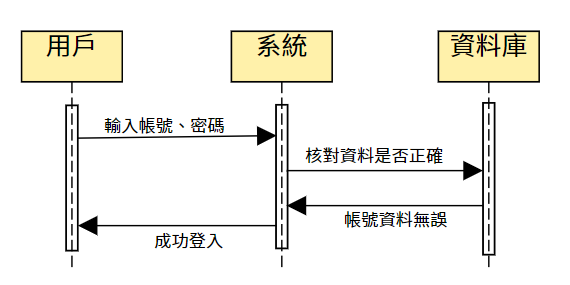 用戶
系統
資料庫
輸入帳號、密碼
核對資料是否正確
帳號資料無誤
成功登入